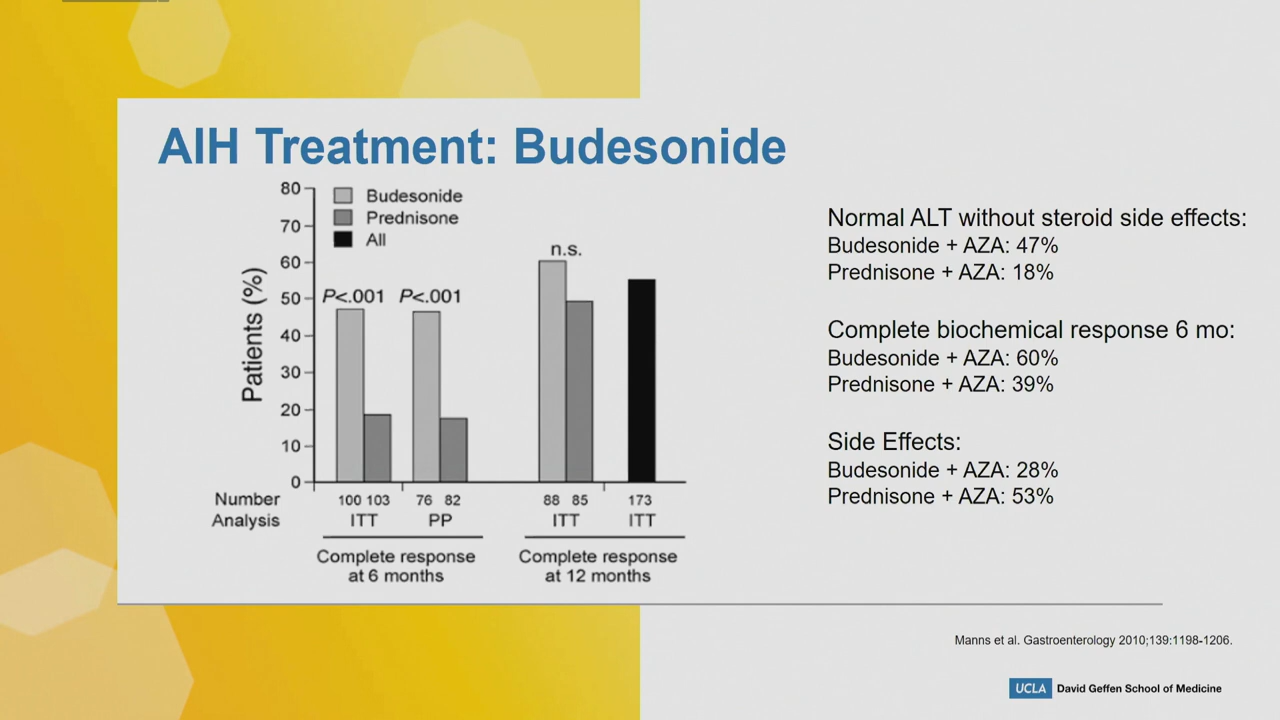 AIH Treatment: Budesonide
80
70
60
50
40
30
20
10
0
Patients (%)
Budesonide
Prednisone
All
P<.001 P<.001
n.s.
Number 100 103 76 82 88 85 173
Analysis ITT PP ITT ITT
Complete response
at 6 months
Complete response
at 12 months
Normal ALT without steroid side effects:
Budesonide + AZA: 47%
Prednisone + AZA: 18%
Complete biochemical response 6 mo:
Budesonide + AZA: 60%
Prednisone + AZA: 39%
Side Effects:
Budesonide + AZA: 28%
Prednisone + AZA: 53%
Manns et al. Gastroenterology 2010;139:1198-1206.
UCLA David Geffen School of Medicine